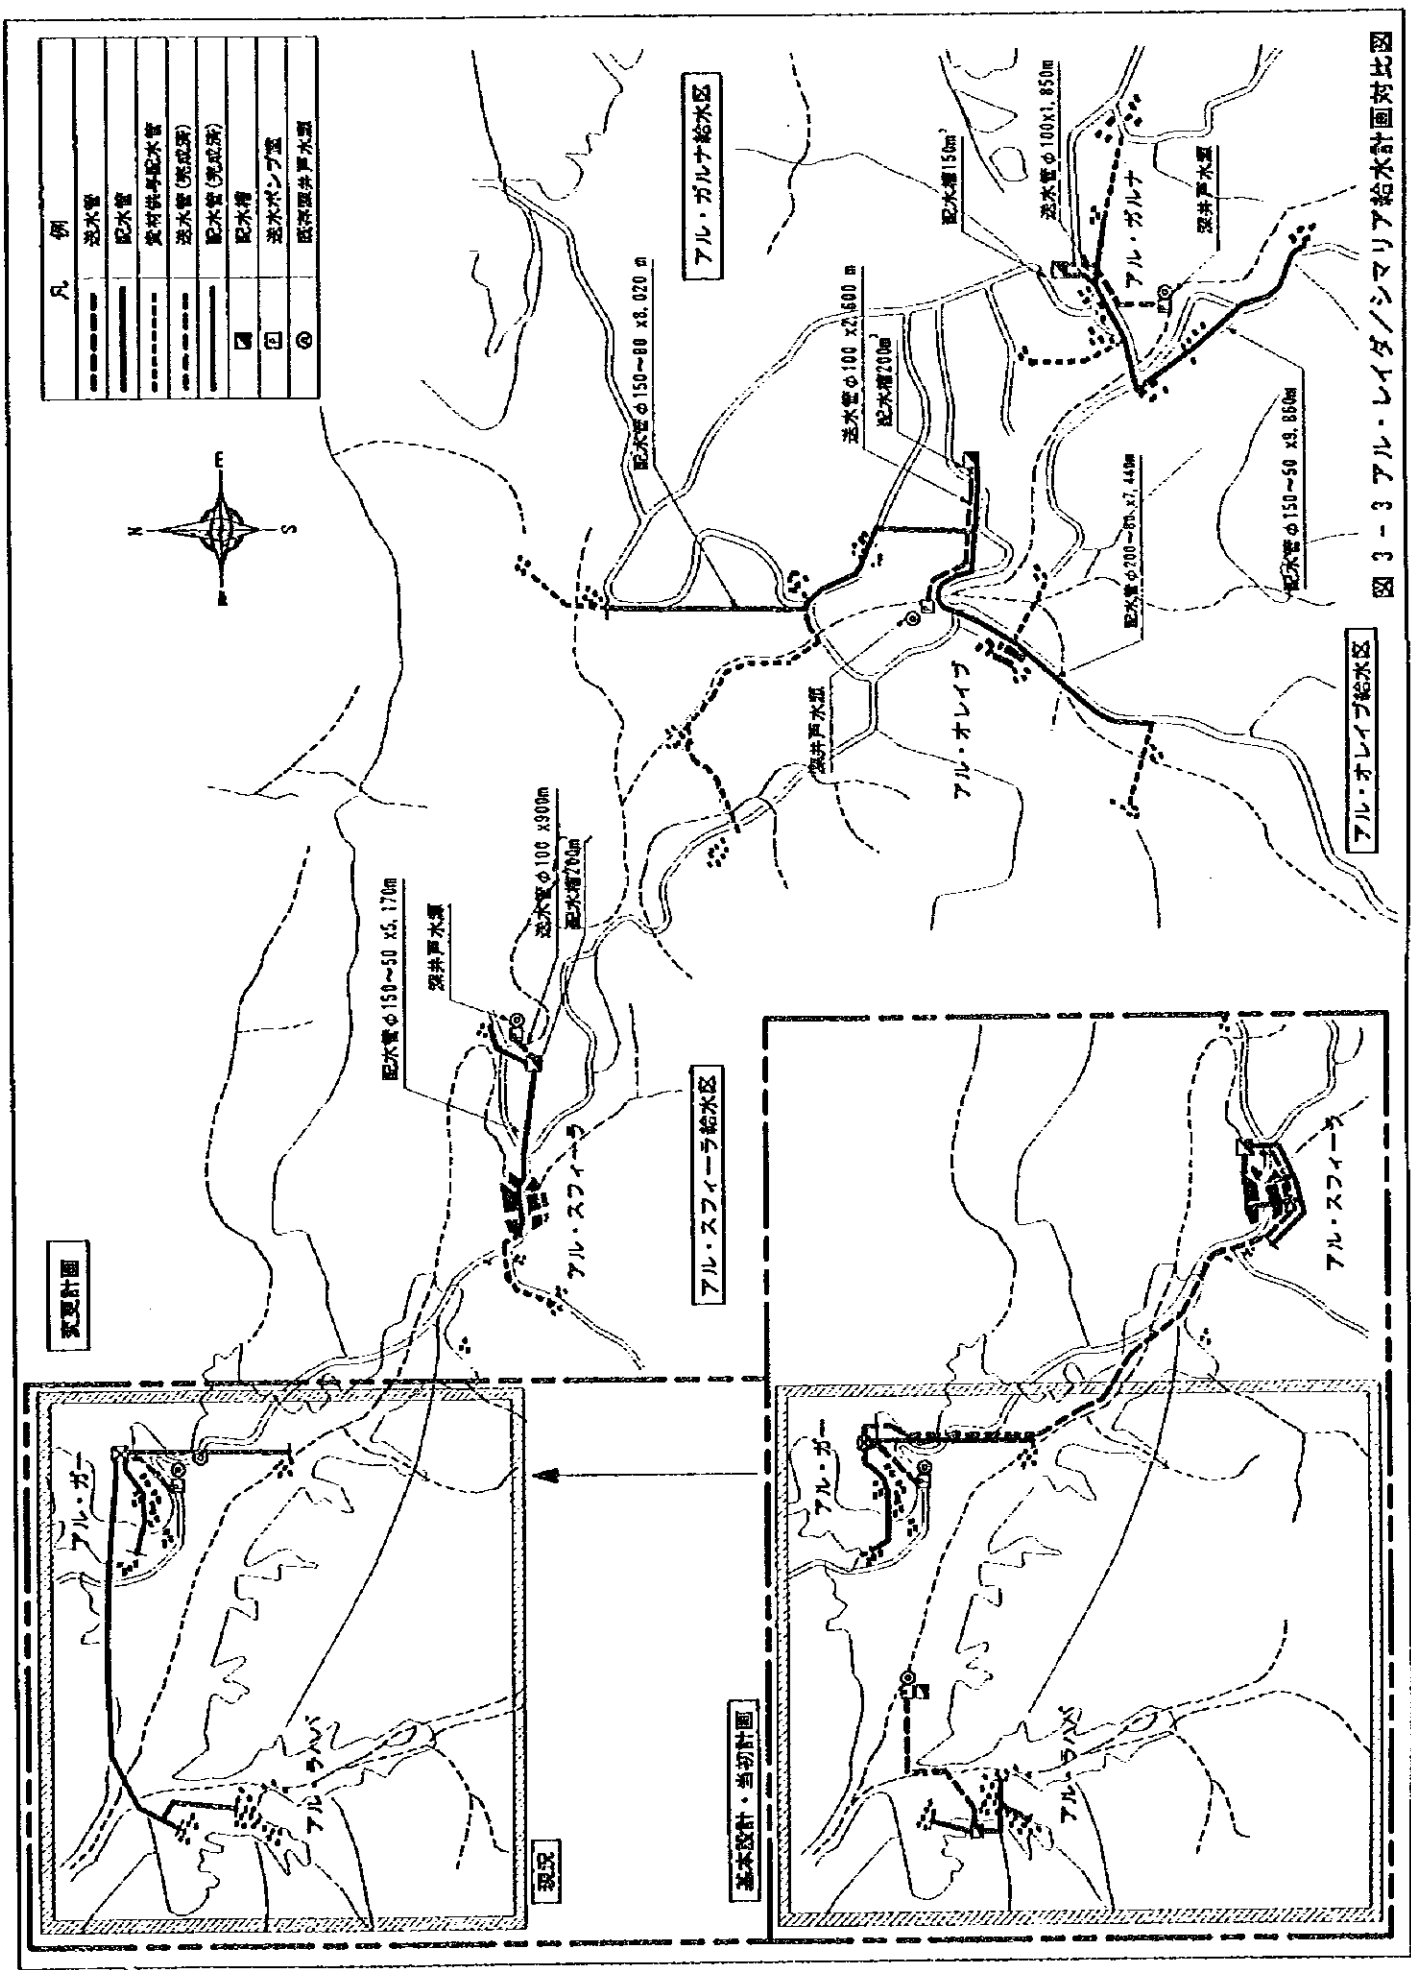 凡 例
送水管
配水管
資材供与配水管
送水管(完成済)
配水管(完成済)
配水槽
P
送水ポンプ室
既存深井戸水源
N
E
S
変更計画
アル・ガルナ給水区
配水管φ150~80 x8,020 m
送水管φ100 x2,600 m
配水槽200m³
配水槽150m³
送水管φ100x1,850m
アル・ガルナ
深井戸水源
深井戸水源
アル・オレイブ
配水管φ200~80 x7,440m
配水管φ150~50 x9,860m
アル・オレイブ給水区
配水管φ150~50 x5,170m
深井戸水源
送水管φ100 x900m
配水槽200m³
アル・スフィーラ
アル・スフィーラ給水区
アル・ガー
アル・ラハバ
現況
基本設計・当初計画
アル・ガー
アル・ラハバ
アル・スフィーラ
図 3 - 3 アル・レイダ/シマリア給水計画対比図